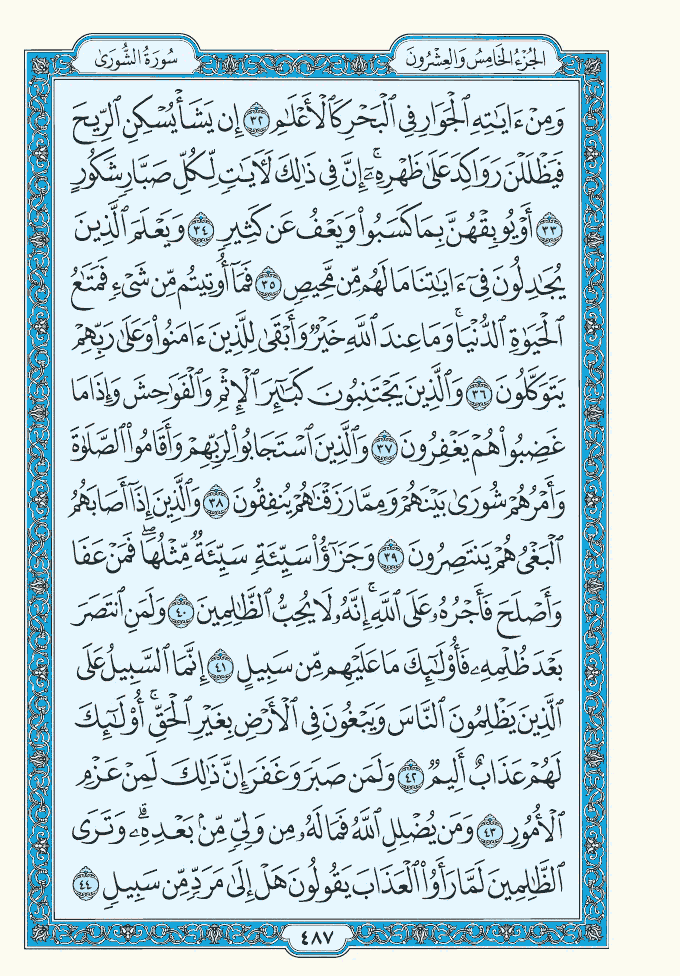 الجُزْءُ الخَامِسُ وَالعِشْرُونَ
سُورَةُ الشُّورَىٰ
وَمِنْ ءَايَـٰتِهِ ٱلْجَوَارِ فِى ٱلْبَحْرِ كَٱلْأَعْلَـٰمِ ٣٢ إِن يَشَأْ يُسْكِنِ ٱلرِّيحَ
فَيَظْلَلْنَ رَوَاكِدَ عَلَىٰ ظَهْرِهِۦٓ ۚ إِنَّ فِى ذَٰلِكَ لَـَٔايَـٰتٍ لِّكُلِّ صَبَّارٍ شَكُورٍ
٣٣ أَوْ يُوبِقْهُنَّ بِمَا كَسَبُوا۟ وَيَعْفُ عَن كَثِيرٍ ٣٤ وَيَعْلَمَ ٱلَّذِينَ
يُجَـٰدِلُونَ فِىٓ ءَايَـٰتِنَا مَا لَهُم مِّن مَّحِيصٍ ٣٥ فَمَآ أُوتِيتُم مِّن شَىْءٍ فَمَتَـٰعُ
ٱلْحَيَوٰةِ ٱلدُّنْيَا ۖ وَمَا عِندَ ٱللَّهِ خَيْرٌ وَأَبْقَىٰ لِلَّذِينَ ءَامَنُوا۟ وَعَلَىٰ رَبِّهِمْ
يَتَوَكَّلُونَ ٣٦ وَٱلَّذِينَ يَجْتَنِبُونَ كَبَـٰٓئِرَ ٱلْإِثْمِ وَٱلْفَوَٰحِشَ وَإِذَا مَا
غَضِبُوا۟ هُمْ يَغْفِرُونَ ٣٧ وَٱلَّذِينَ ٱسْتَجَابُوا۟ لِرَبِّهِمْ وَأَقَامُوا۟ ٱلصَّلَوٰةَ
وَأَمْرُهُمْ شُورَىٰ بَيْنَهُمْ وَمِمَّا رَزَقْنَـٰهُمْ يُنفِقُونَ ٣٨ وَٱلَّذِينَ إِذَآ أَصَابَهُمُ
ٱلْبَغْىُ هُمْ يَنتَصِرُونَ ٣٩ وَجَزَٰٓؤُا۟ سَيِّئَةٍ سَيِّئَةٌ مِّثْلُهَا ۖ فَمَنْ عَفَا
وَأَصْلَحَ فَأَجْرُهُۥ عَلَى ٱللَّهِ ۚ إِنَّهُۥ لَا يُحِبُّ ٱلظَّـٰلِمِينَ ٤٠ وَلَمَنِ ٱنتَصَرَ
بَعْدَ ظُلْمِهِۦ فَأُو۟لَـٰٓئِكَ مَا عَلَيْهِم مِّن سَبِيلٍ ٤١ إِنَّمَا ٱلسَّبِيلُ عَلَى
ٱلَّذِينَ يَظْلِمُونَ ٱلنَّاسَ وَيَبْغُونَ فِى ٱلْأَرْضِ بِغَيْرِ ٱلْحَقِّ ۚ أُو۟لَـٰٓئِكَ
لَهُمْ عَذَابٌ أَلِيمٌ ٤٢ وَلَمَن صَبَرَ وَغَفَرَ إِنَّ ذَٰلِكَ لَمِنْ عَزْمِ
ٱلْأُمُورِ ٤٣ وَمَن يُضْلِلِ ٱللَّهُ فَمَا لَهُۥ مِن وَلِىٍّ مِّنۢ بَعْدِهِۦ ۗ وَتَرَى
ٱلظَّـٰلِمِينَ لَمَّا رَأَوُا۟ ٱلْعَذَابَ يَقُولُونَ هَلْ إِلَىٰ مَرَدٍّ مِّن سَبِيلٍ ٤٤
٤٨٧